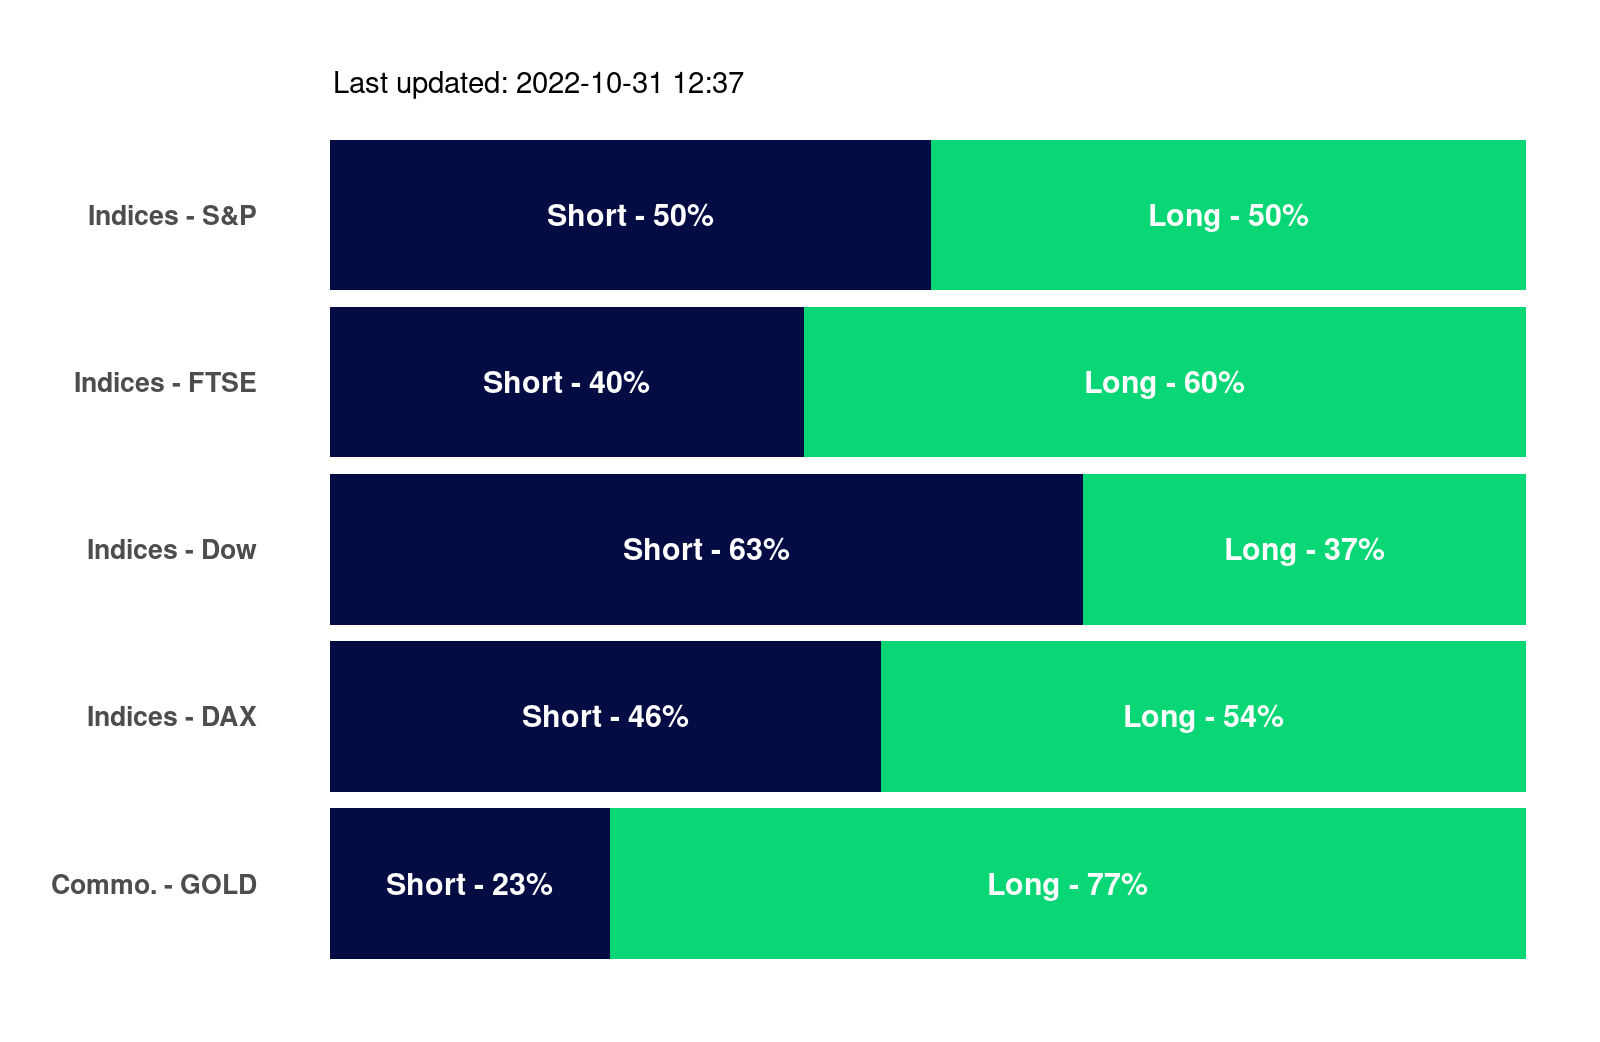 Last updated: 2022-10-31 12:37
Indices - S&P
Short - 50%
Long - 50%
Indices - FTSE
Short - 40%
Long - 60%
Indices - Dow
Short - 63%
Long - 37%
Indices - DAX
Short - 46%
Long - 54%
Commo. - GOLD
Short - 23%
Long - 77%